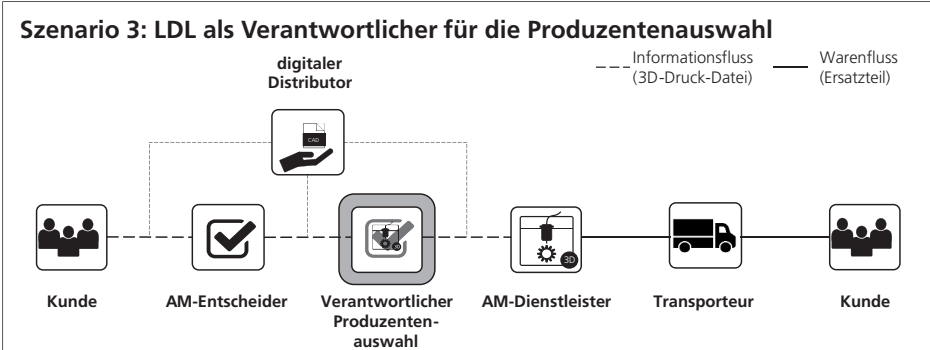 Szenario 3: LDL als Verantwortlicher für die Produzentenauswahl
Informationsfluss
(3D-Druck-Datei)
Warenfluss
(Ersatzteil)
digitaler
Distributor
CAD
3D
3D
Kunde
AM-Entscheider
Verantwortlicher
Produzenten-
auswahl
AM-Dienstleister
Transporteur
Kunde